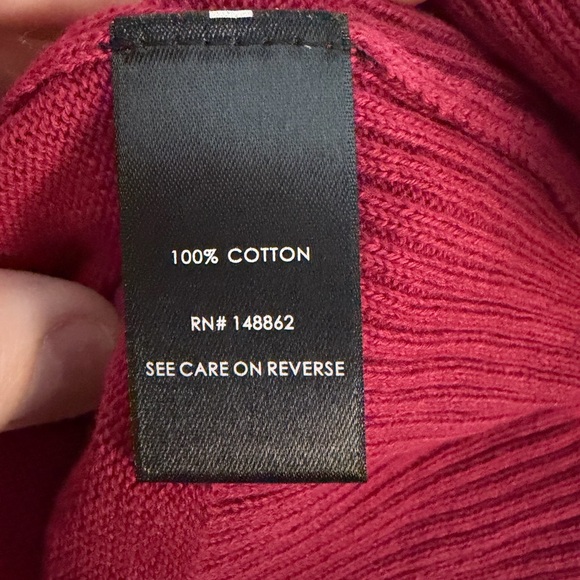 100% COTTON
RN# 148862
SEE CARE ON REVERSE